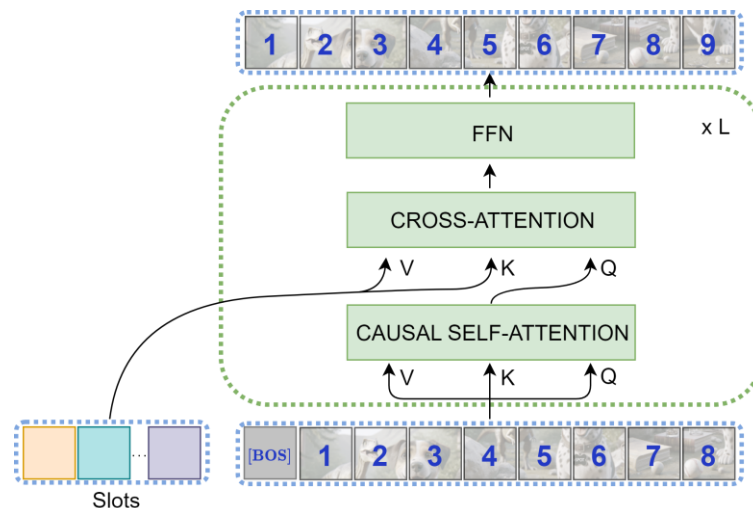 1 2 3 4 5 6 7 8 9
x L
FFN
CROSS-ATTENTION
V K Q
CAUSAL SELF-ATTENTION
V K Q
[BOS] 1 2 3 4 5 6 7 8
...
Slots